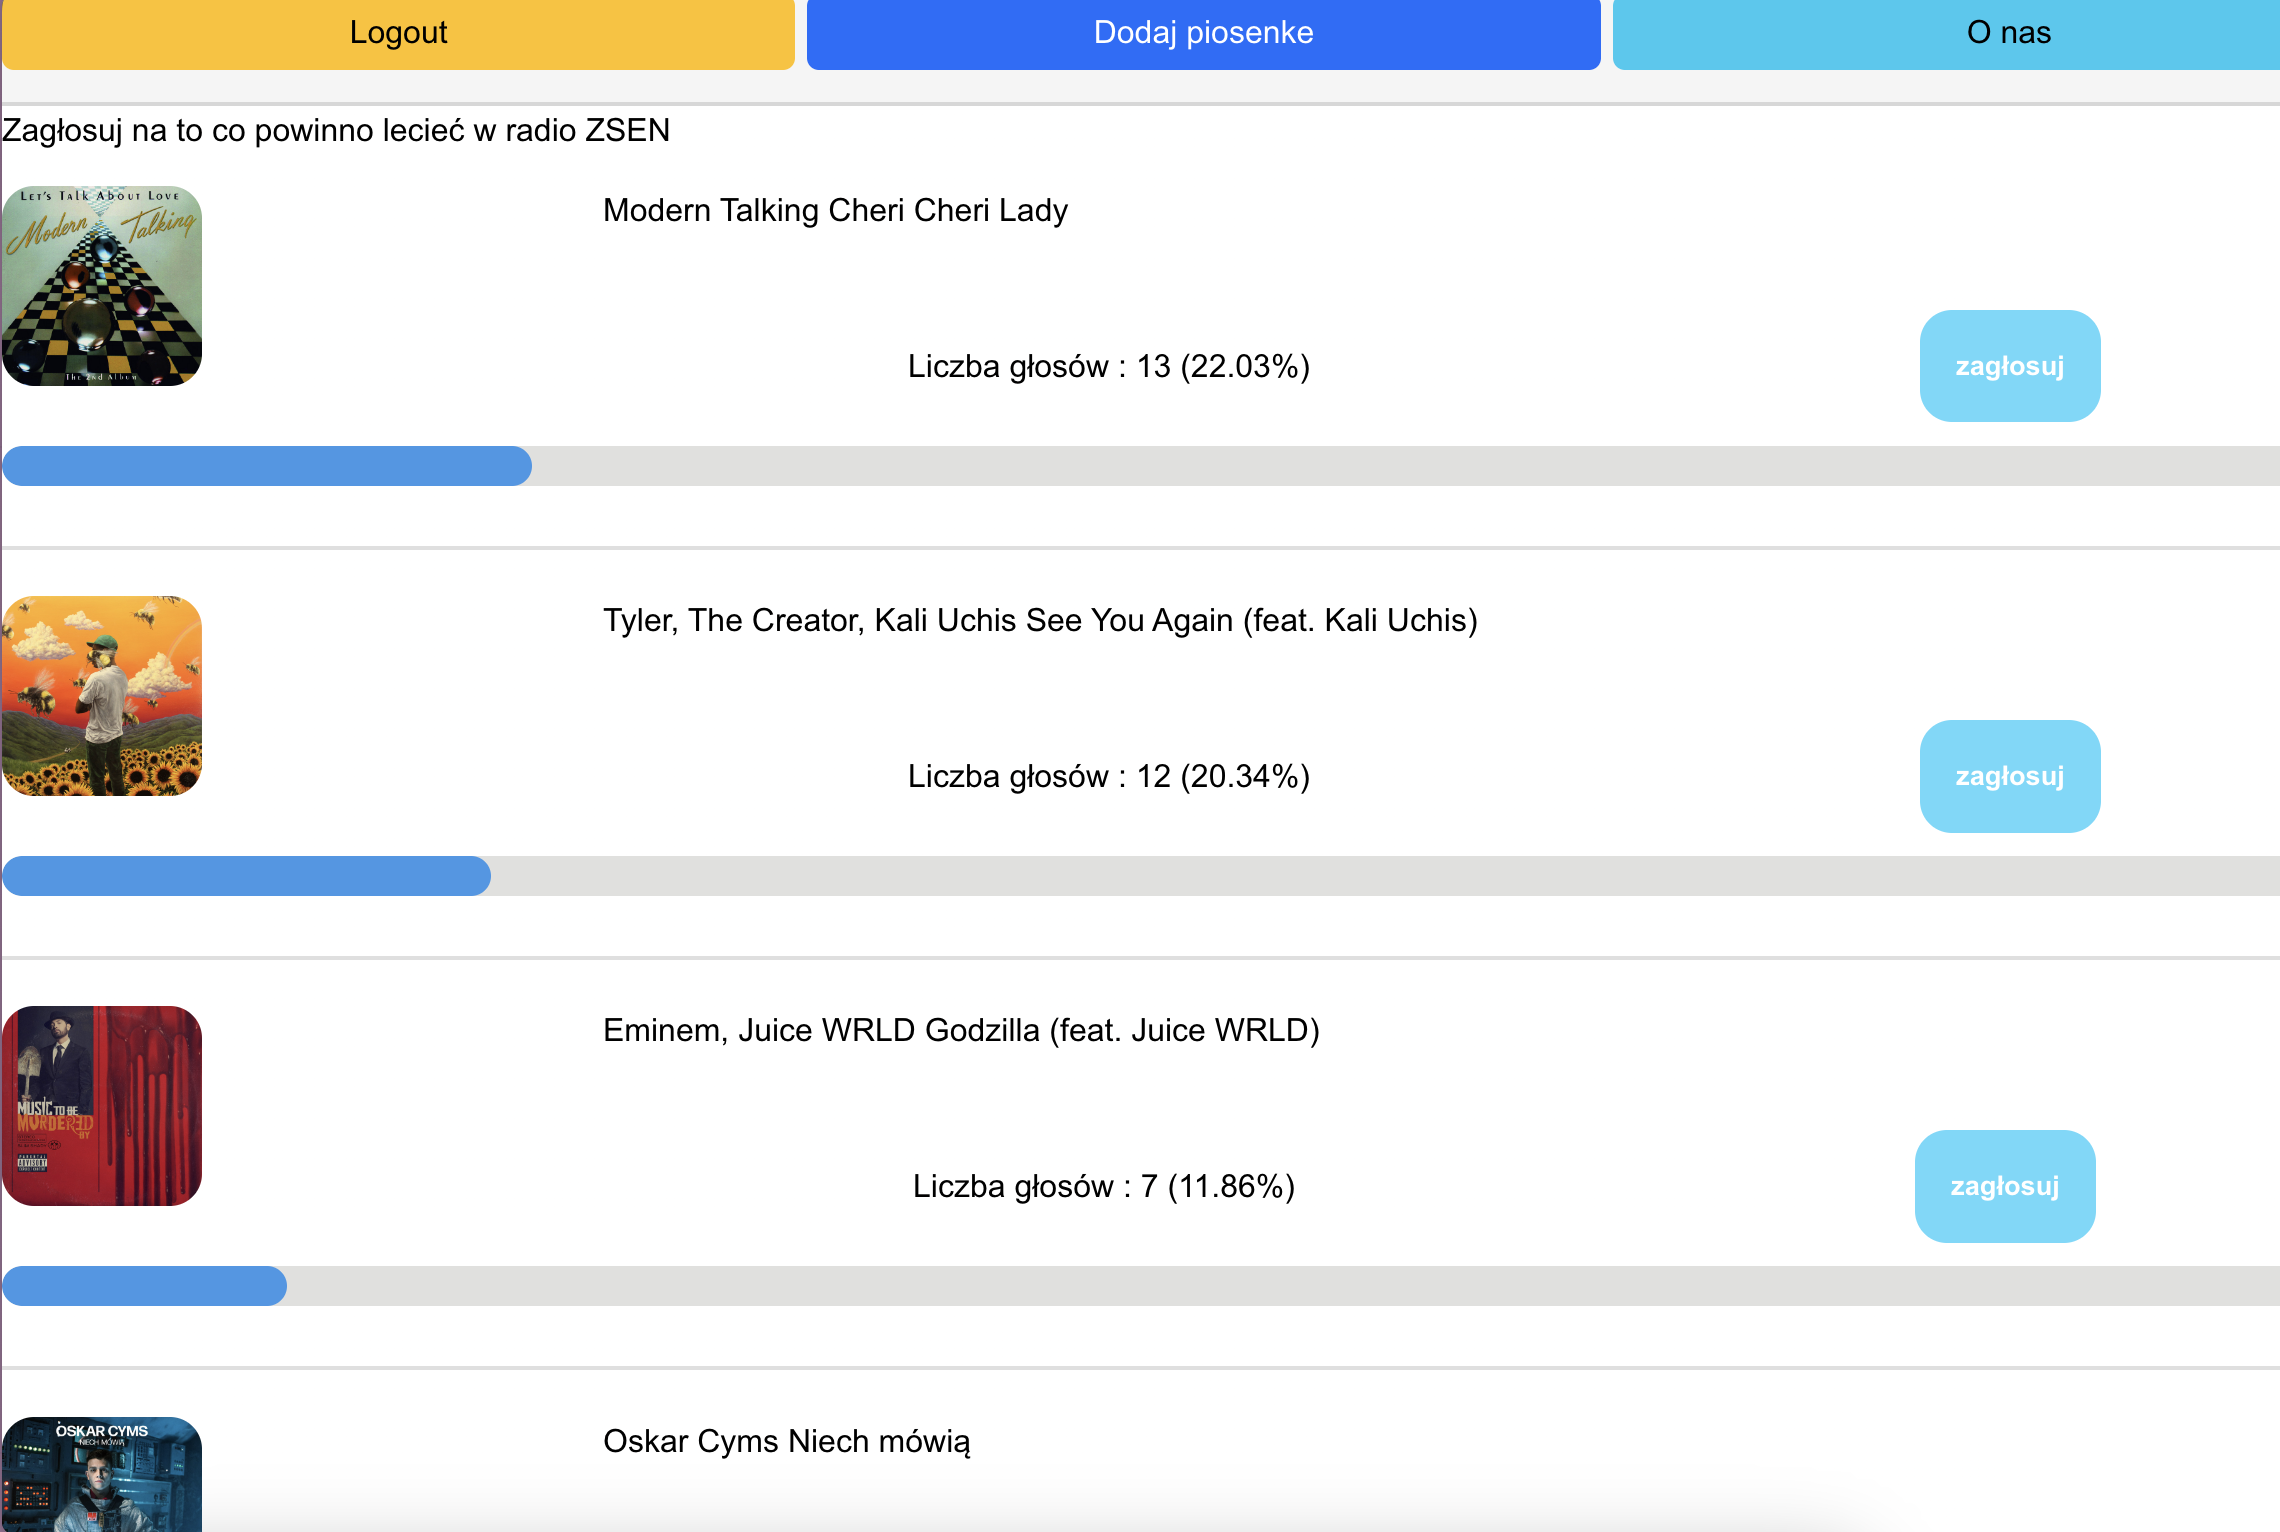 Logout
Dodaj piosenke
O nas
Zagłosuj na to co powinno lecieć w radio ZSEN
LET'S TALK ABOUT LOVE
Modern Talking
The 2nd Album
Modern Talking Cheri Cheri Lady
Liczba głosów : 13 (22.03%)
zagłosuj
Tyler, The Creator, Kali Uchis See You Again (feat. Kali Uchis)
Liczba głosów : 12 (20.34%)
zagłosuj
MUSIC TO BE
MURDERED
BY
PARENTAL
ADVISORY
Eminem, Juice WRLD Godzilla (feat. Juice WRLD)
Liczba głosów : 7 (11.86%)
zagłosuj
OSKAR CYMS
NIECH MÓWIĄ
Oskar Cyms Niech mówią